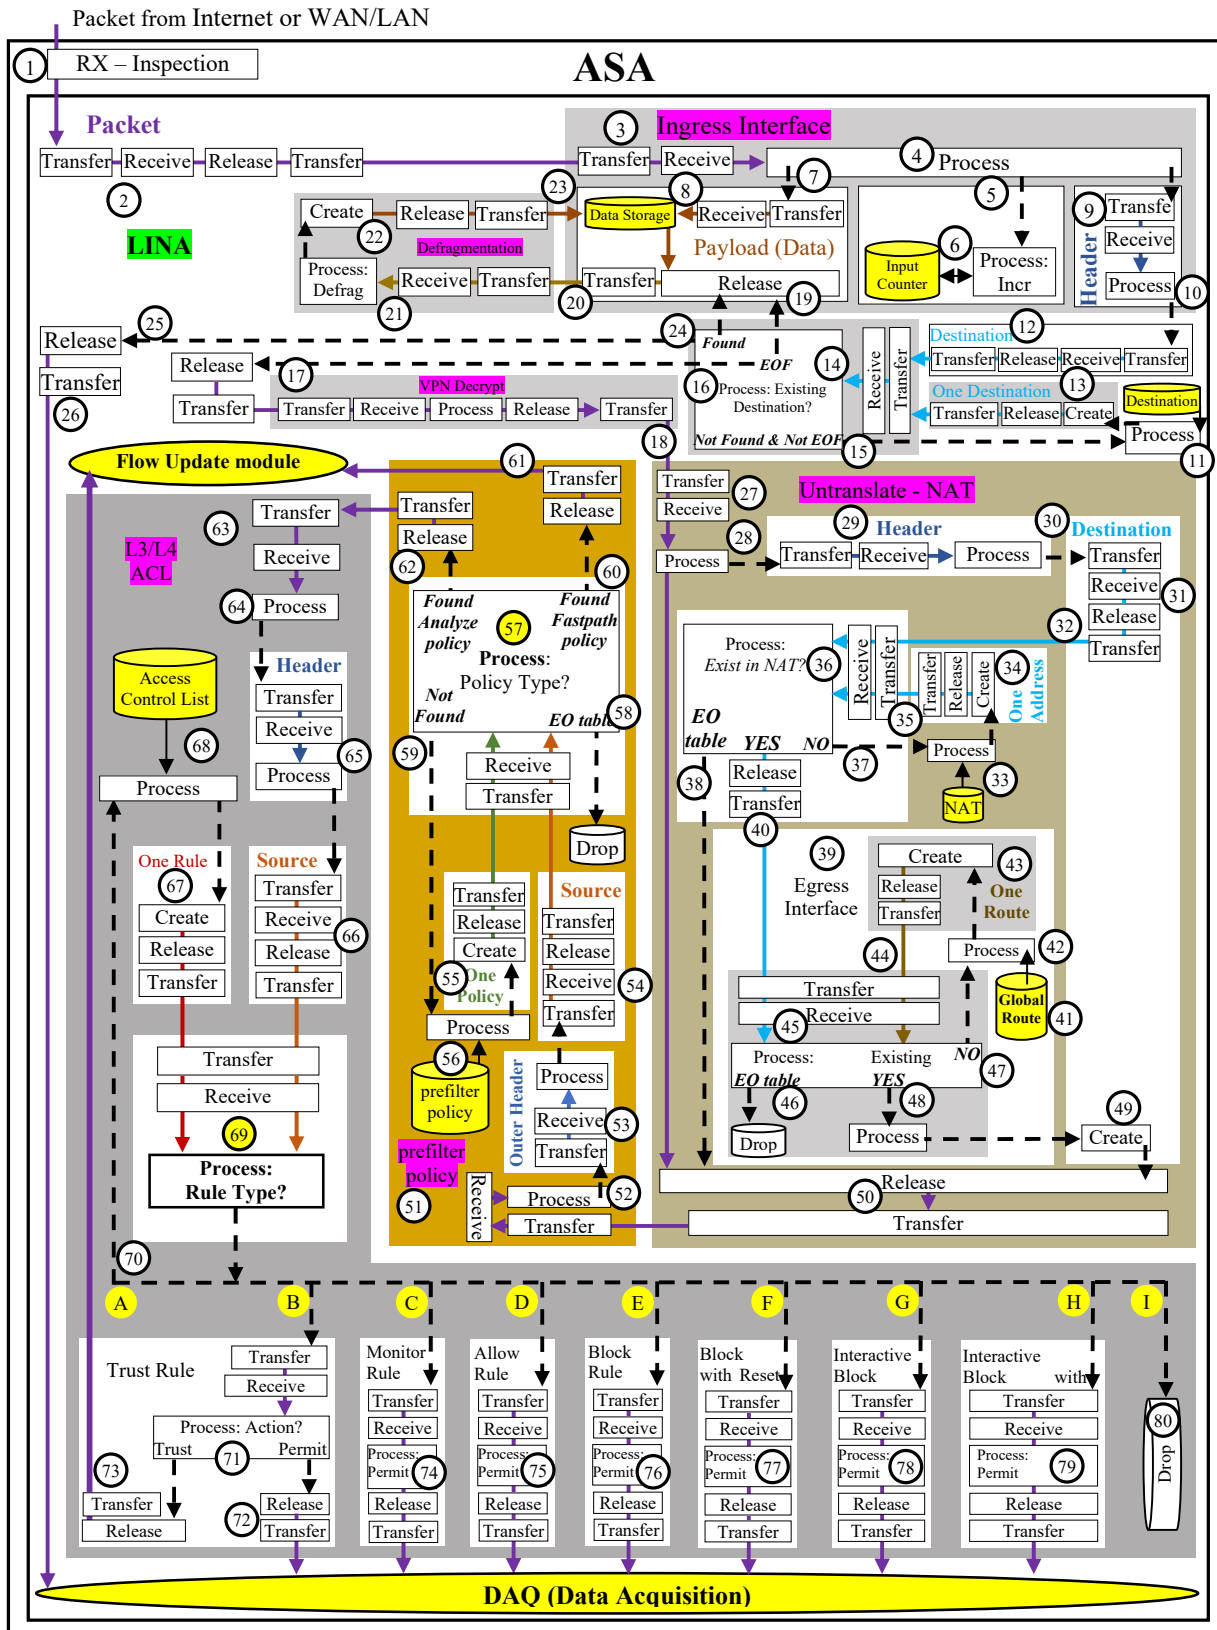 Packet from Internet or WAN/LAN
1
RX – Inspection
ASA
Packet
3
Ingress Interface
Transfer
Receive
Release
Transfer
Transfer
Receive
4
Process
2
LINA
23
8
7
5
9
Transfe
Create
Release
Transfer
Data Storage
Receive
Transfer
22
Defragmentation
Payload (Data)
6
Receive
Header
Process:
Defrag
Receive
Transfer
Transfer
Release
Input
Counter
Process:
Incr
Process
21
20
19
10
25
24
Found
12
Release
Destination
Release
17
EOF
14
Receive
Transfer
Transfer
Release
Receive
Transfer
Transfer
VPN Decrypt
16
Process: Existing
Destination?
13
One Destination
Destination
26
Transfer
Transfer
Receive
Process
Release
Transfer
Transfer
Release
Create
18
Not Found & Not EOF
15
Process
11
Flow Update module
61
Transfer
Transfer
27
Untranslate - NAT
Transfer
Release
Receive
63
Transfer
28
29
Header
30
Destination
L3/L4
ACL
Receive
Release
62
Process
Transfer
Receive
Process
Transfer
60
Receive
31
64
Process
Found
Analyze
policy
Found
Fastpath
policy
Release
57
32
Transfer
Header
Process:
Policy Type?
Process:
Exist in NAT?
36
Receive
Transfer
Transfer
Release
Create
34
One
Address
Access
Control List
Transfer
Not
Found
EO table
58
EO
table
YES
NO
35
Process
68
Receive
59
37
33
65
Process
Receive
38
Release
NAT
Process
Transfer
Transfer
40
Drop
39
Create
43
One Rule
Source
Egress
Interface
Release
One
Route
67
Transfer
Transfer
Source
Transfer
Create
Receive
Release
Transfer
Process
42
Release
66
Release
Create
Release
44
Transfer
Transfer
55
One
Policy
Receive
54
Transfer
Global
Route
41
Transfer
Receive
Process
45
Transfer
56
Process:
Existing
NO
Receive
prefilter
policy
Process
EO table
YES
47
69
Outer Header
Receive
53
46
48
49
Process:
Rule Type?
prefilter
policy
Transfer
Drop
Process
Create
51
Receive
Process
52
Release
50
Transfer
Transfer
70
A
B
C
D
E
F
G
H
I
Trust Rule
Transfer
Monitor
Rule
Allow
Rule
Block
Rule
Block
with Reset
Interactive
Block
Interactive
Block with
Receive
Transfer
Transfer
Transfer
Transfer
Transfer
Transfer
80
Process: Action?
Receive
Receive
Receive
Receive
Receive
Receive
Trust
71
Permit
Process:
Permit
74
Process:
Permit
75
Process:
Permit
76
Process:
Permit
77
Process:
Permit
78
Process:
Permit
79
Drop
73
Transfer
Release
Release
Release
Release
Release
Release
Release
Release
72
Transfer
Transfer
Transfer
Transfer
Transfer
Transfer
Transfer
DAQ (Data Acquisition)